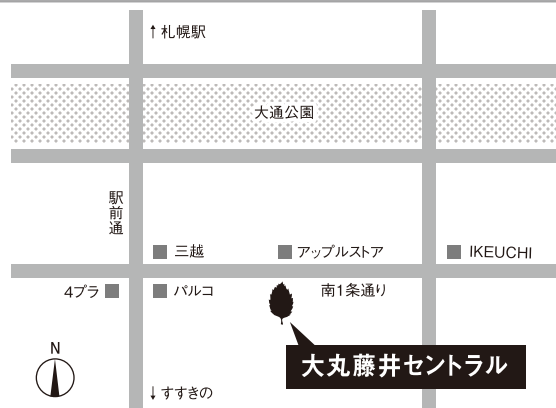 ↑札幌駅
大通公園
駅前通
三越
アップルストア
IKEUCHI
4プラ
パルコ
南1条通り
大丸藤井セントラル
N
↓すすきの